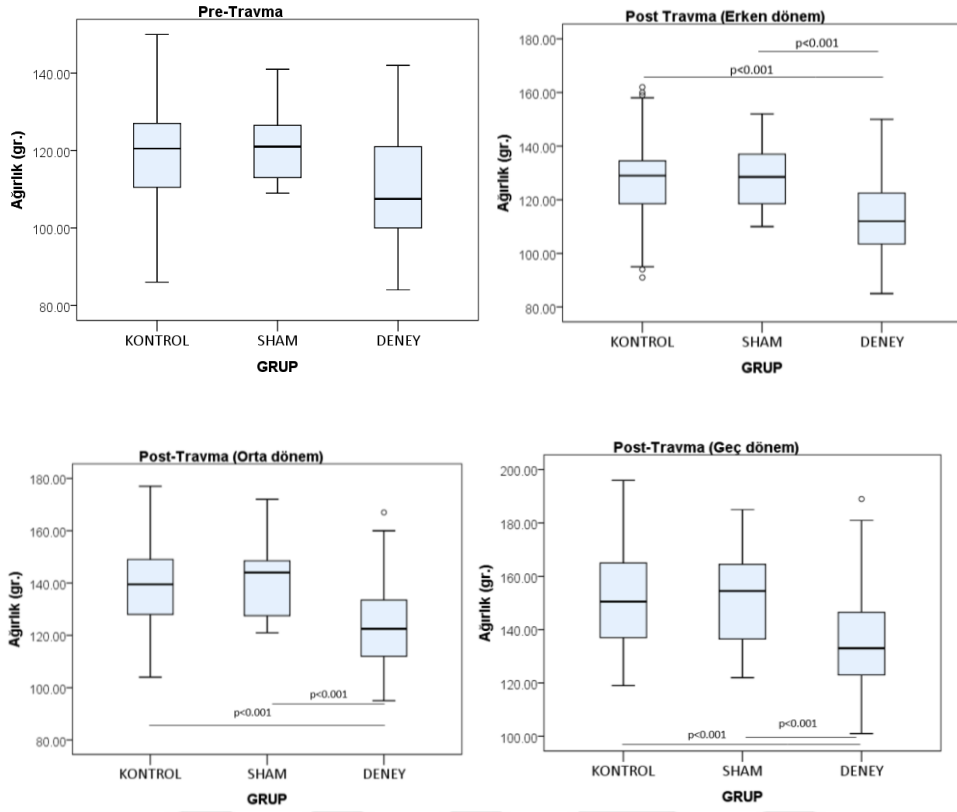 Pre-Travma
Ağırlık (gr.)
140.00
120.00
100.00
80.00
KONTROL SHAM DENEY
GRUP
Post Travma (Erken dönem)
Ağırlık (gr.)
180.00
160.00
140.00
120.00
100.00
80.00
p<0.001
p<0.001
KONTROL SHAM DENEY
GRUP
Post-Travma (Orta dönem)
Ağırlık (gr.)
180.00
160.00
140.00
120.00
100.00
80.00
p<0.001
p<0.001
KONTROL SHAM DENEY
GRUP
Post-Travma (Geç dönem)
Ağırlık (gr.)
200.00
180.00
160.00
140.00
120.00
100.00
p<0.001
p<0.001
KONTROL SHAM DENEY
GRUP